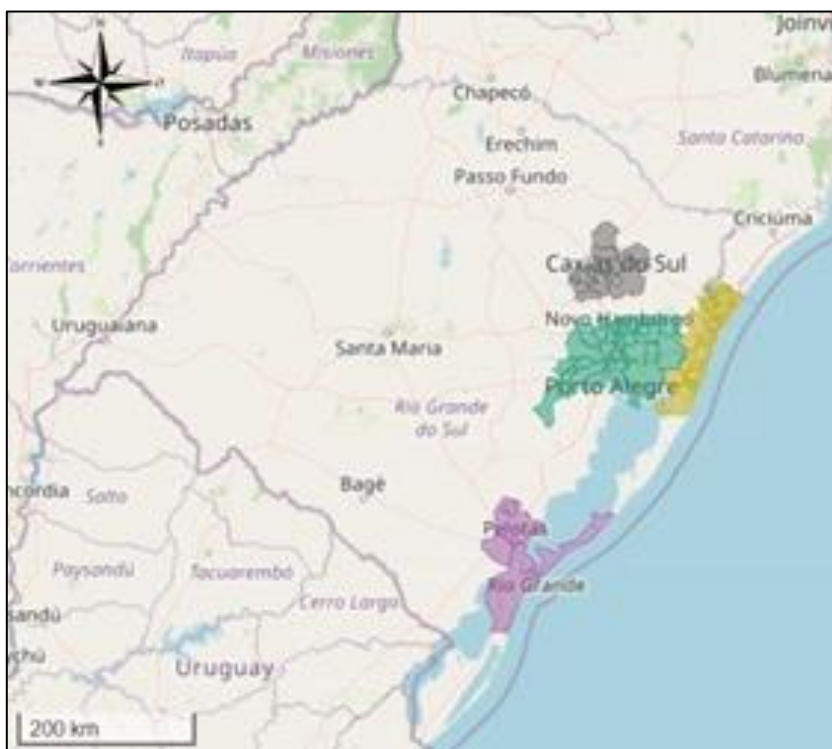 N
Itapúa
Misiones
Joinvi
Blumena
Chapecó
Posadas
Erechim
Santa Catarina
Passo Fundo
Criciúma
Corrientes
Caxias do Sul
Novo Hamburgo
Uruguaiana
Santa Maria
Porto Alegre
Rio Grande
do Sul
Bagé
ncordia
Salto
Pelotas
Paysandú
Tacuarembó
Rio Grande
Cerro Largo
sandú
ychú
Uruguay
200 km